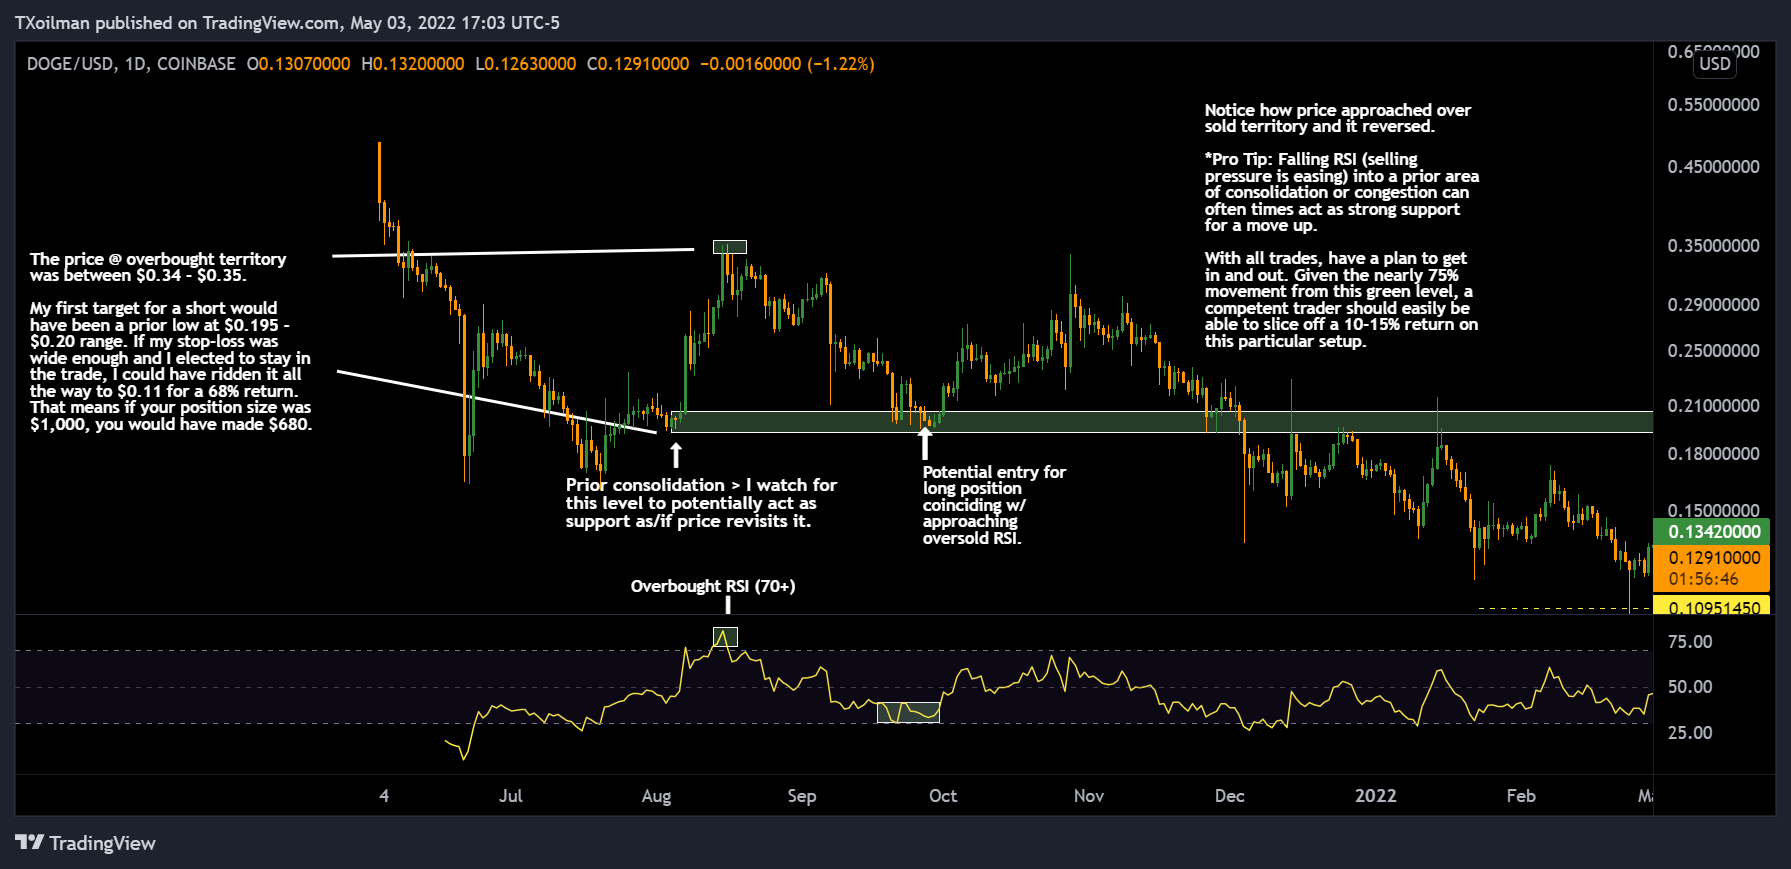 TXoilman published on TradingView.com, May 03, 2022 17:03 UTC-5
DOGE/USD, 1D, COINBASE O0.13070000 H0.13200000 L0.12630000 C0.12910000 −0.00160000 (−1.22%)
USD
0.55000000
0.45000000
0.35000000
0.29000000
0.25000000
0.21000000
0.18000000
0.15000000
0.13420000
0.12910000
01:56:46
0.10951450
Notice how price approached over
sold territory and it reversed.
*Pro Tip: Falling RSI (selling
pressure is easing) into a prior area
of consolidation or congestion can
often times act as strong support
for a move up.
With all trades, have a plan to get
in and out. Given the nearly 75%
movement from this green level, a
competent trader should easily be
able to slice off a 10-15% return on
this particular setup.
The price @ overbought territory
was between $0.34 - $0.35.
My first target for a short would
have been a prior low at $0.195 -
$0.20 range. If my stop-loss was
wide enough and I elected to stay in
the trade, I could have ridden it all
the way to $0.11 for a 68% return.
That means if your position size was
$1,000, you would have made $680.
Prior consolidation > I watch for
this level to potentially act as
support as/if price revisits it.
Potential entry for
long position
coinciding w/
approaching
oversold RSI.
Overbought RSI (70+)
75.00
50.00
25.00
4 Jul Aug Sep Oct Nov Dec 2022 Feb
TradingView